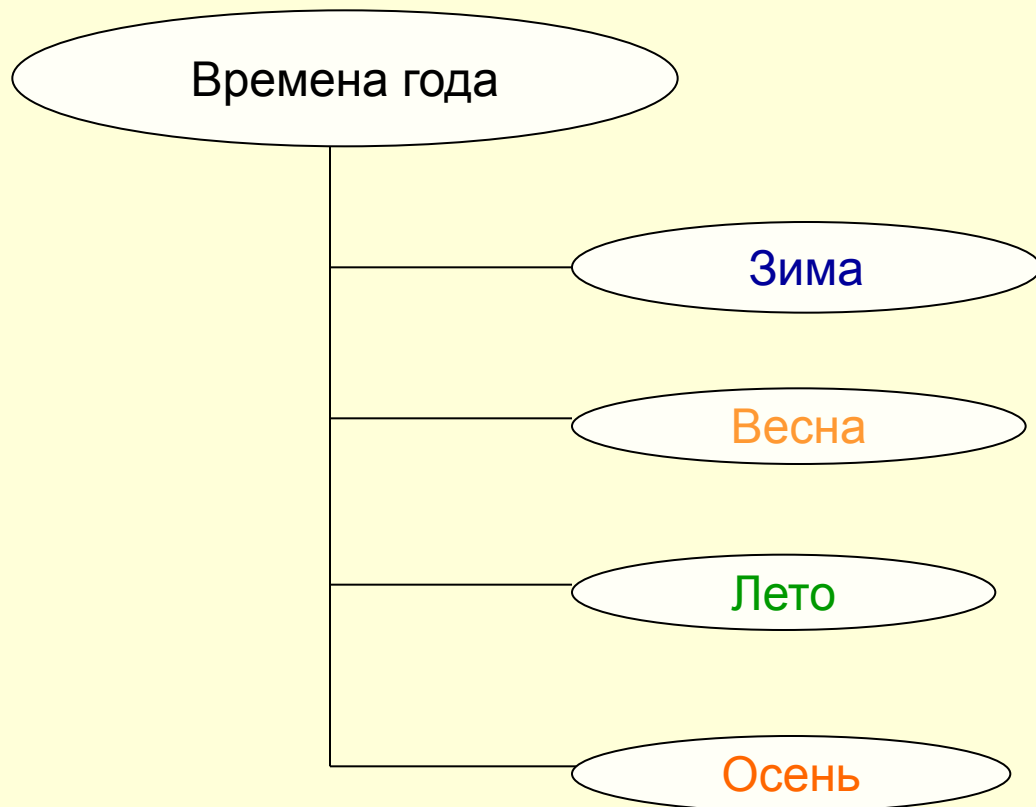 Времена года
Зима
Весна
Лето
Осень